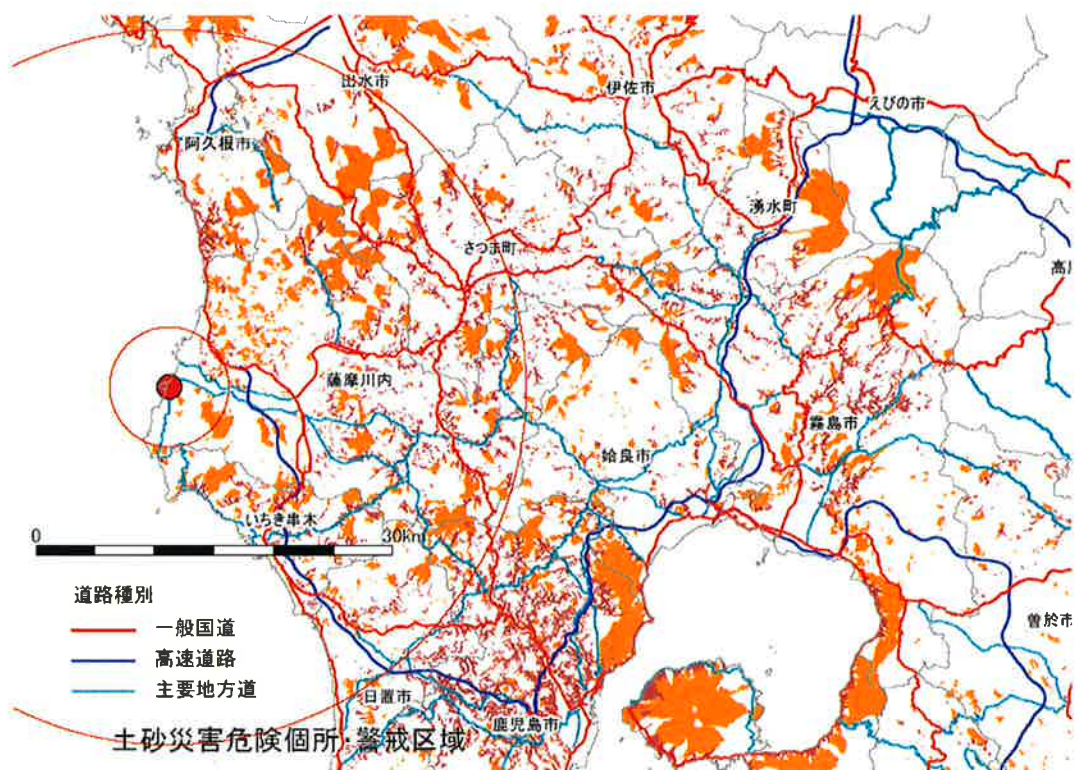 出水市
伊佐市
えびの市
阿久根市
湧水町
さつま町
薩摩川内
霧島市
姶良市
いちき串木
0
30km
道路種別
一般国道
高速道路
主要地方道
曽於市
日置市
鹿児島市
土砂災害危険個所・警戒区域